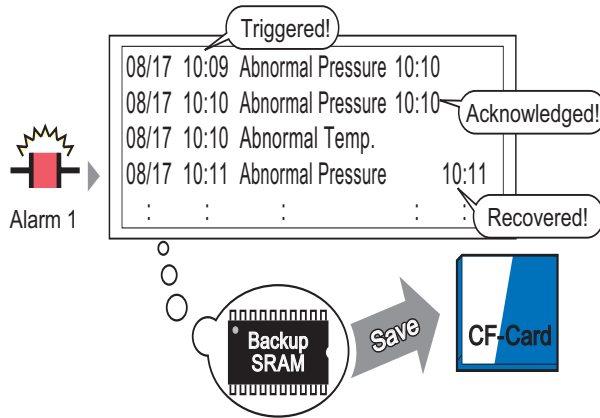 Triggered!
08/17 10:09 Abnormal Pressure 10:10
08/17 10:10 Abnormal Pressure 10:10
Acknowledged!
08/17 10:10 Abnormal Temp.
08/17 10:11 Abnormal Pressure 10:11
: : : : :
Alarm 1
Recovered!
Backup
SRAM
Save
CF-Card